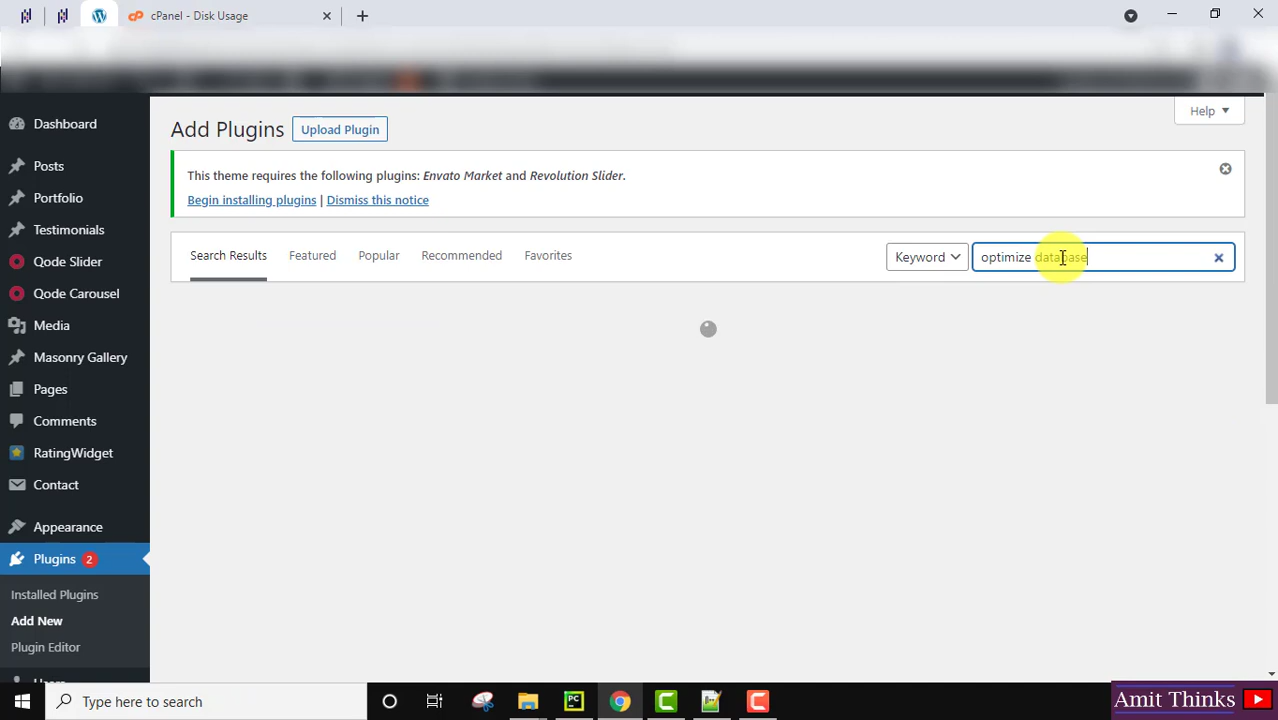 cPanel - Disk Usage
Help
Add Plugins
Upload Plugin
This theme requires the following plugins: Envato Market and Revolution Slider.
Begin installing plugins | Dismiss this notice
Search Results
Featured
Popular
Recommended
Favorites
Keyword
optimize database
Dashboard
Posts
Portfolio
Testimonials
Qode Slider
Qode Carousel
Media
Masonry Gallery
Pages
Comments
RatingWidget
Contact
Appearance
Plugins 2
Installed Plugins
Add New
Plugin Editor
Type here to search
PC
Amit Thinks